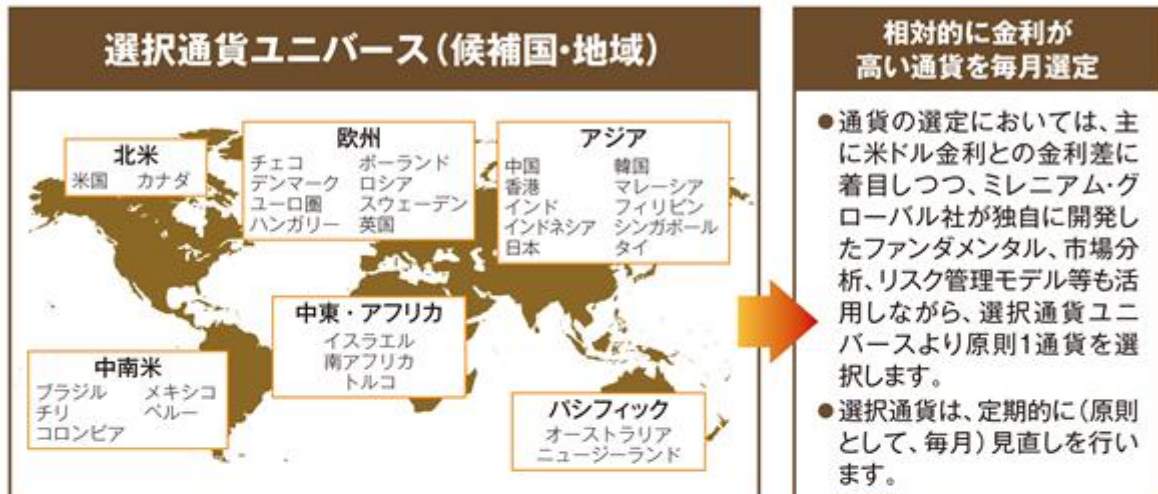 選択通貨ユニバース（候補国・地域）
北米
米国 カナダ
欧州
チェコ ポーランド
デンマーク ロシア
ユーロ圏 スウェーデン
ハンガリー 英国
アジア
中国 韓国
香港 マレーシア
インド フィリピン
インドネシア シンガポール
日本 タイ
中東・アフリカ
イスラエル
南アフリカ
トルコ
中南米
ブラジル メキシコ
チリ ペルー
コロンビア
パシフィック
オーストラリア
ニュージーランド
相対的に金利が
高い通貨を毎月選定
●通貨の選定においては、主
に米ドル金利との金利差に
着目しつつ、ミレニアム・グ
ローバル社が独自に開発し
たファンダメンタル、市場分
析、リスク管理モデル等も活
用しながら、選択通貨ユニ
バースより原則1通貨を選
択します。
●選択通貨は、定期的に（原則
として、毎月）見直しを行い
ます。